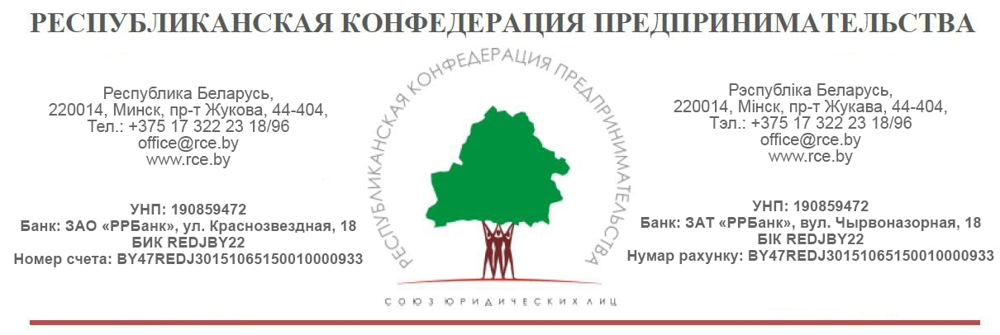 РЕСПУБЛИКАНСКАЯ КОНФЕДЕРАЦИЯ ПРЕДПРИНИМАТЕЛЬСТВА
Республика Беларусь,
220014, Минск, пр-т Жукова, 44-404,
Тел.: +375 17 322 23 18/96
office@rce.by
www.rce.by
УНП: 190859472
Банк: ЗАО «РРБанк», ул. Краснозвездная, 18
БИК REDJBY22
Номер счета: BY47REDJ30151065150010000933
РЕСПУБЛИКАНСКАЯ КОНФЕДЕРАЦИЯ ПРЕДПРИНИМАТЕЛЬСТВА
СОЮЗ ЮРИДИЧЕСКИХ ЛИЦ
Рэспубліка Беларусь,
220014, Мінск, пр-т Жукава, 44-404,
Тэл.: +375 17 322 23 18/96
office@rce.by
www.rce.by
УНП: 190859472
Банк: ЗАТ «РРБанк», вул. Чырвоназорная, 18
БІК REDJBY22
Нумар рахунку: BY47REDJ30151065150010000933